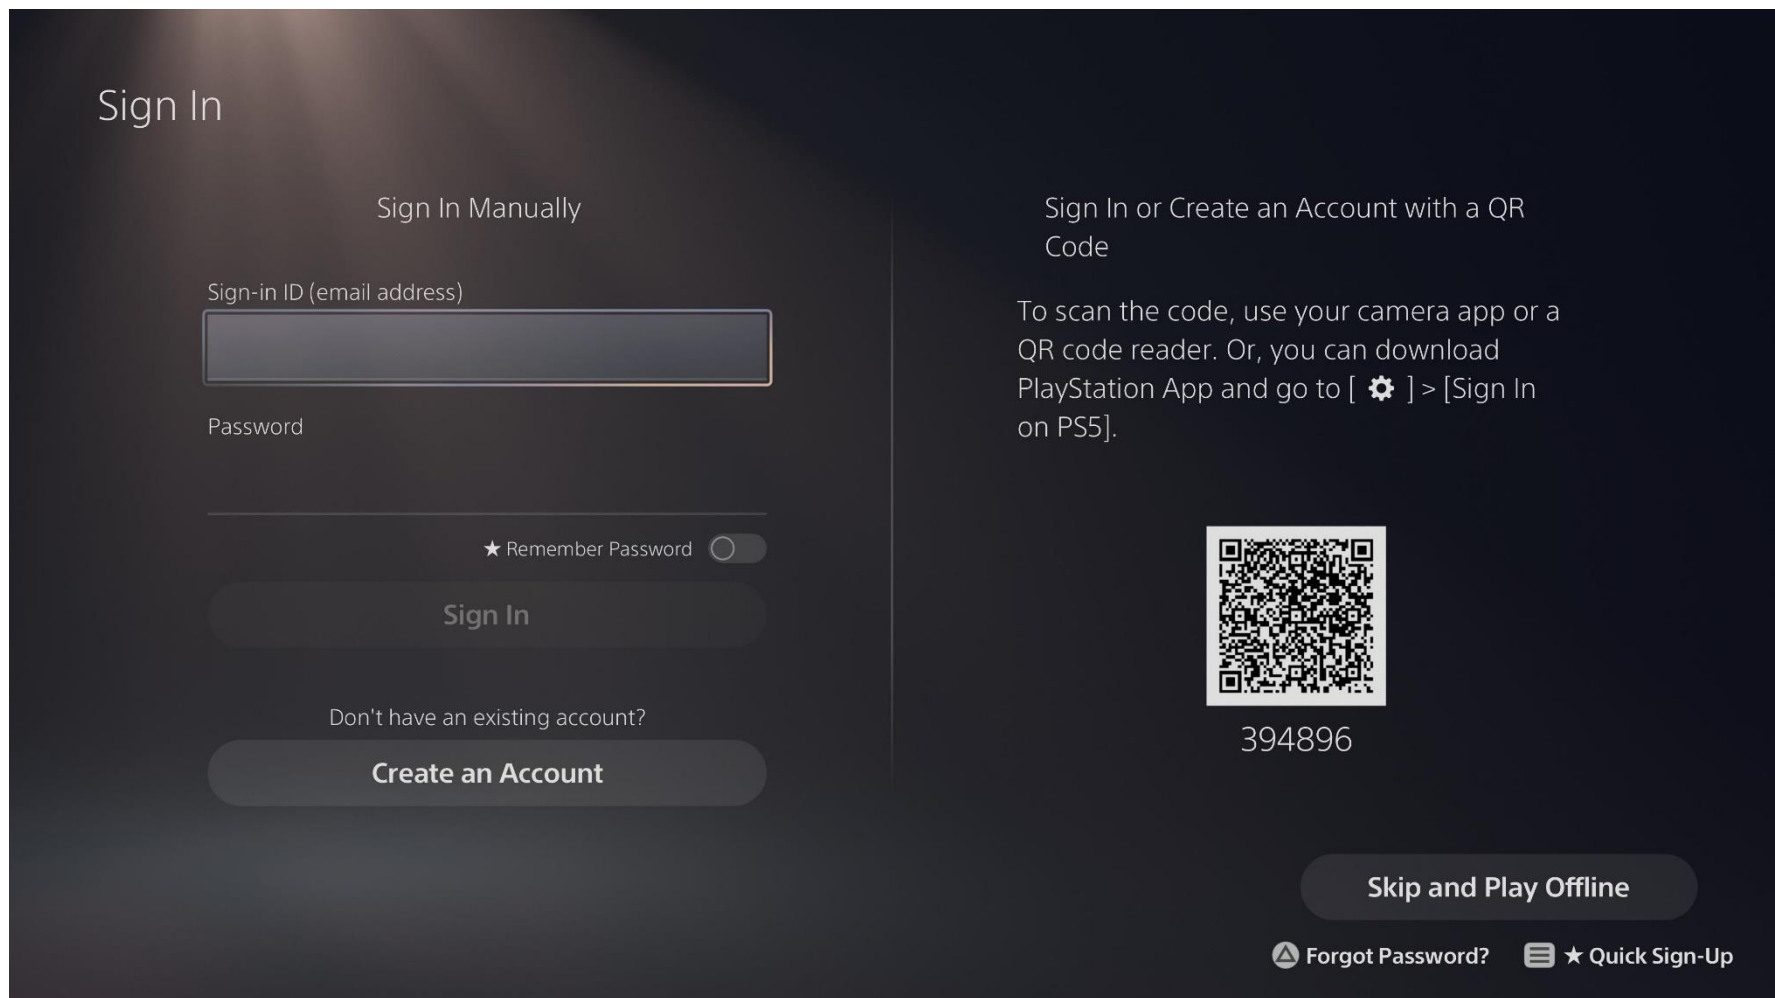 Sign In
Sign In Manually
Sign-in ID (email address)
Password
★ Remember Password
Sign In
Don't have an existing account?
Create an Account
Sign In or Create an Account with a QR
Code
To scan the code, use your camera app or a
QR code reader. Or, you can download
PlayStation App and go to [ ⚙ ] > [Sign In
on PS5].
394896
Skip and Play Offline
Forgot Password?
★ Quick Sign-Up